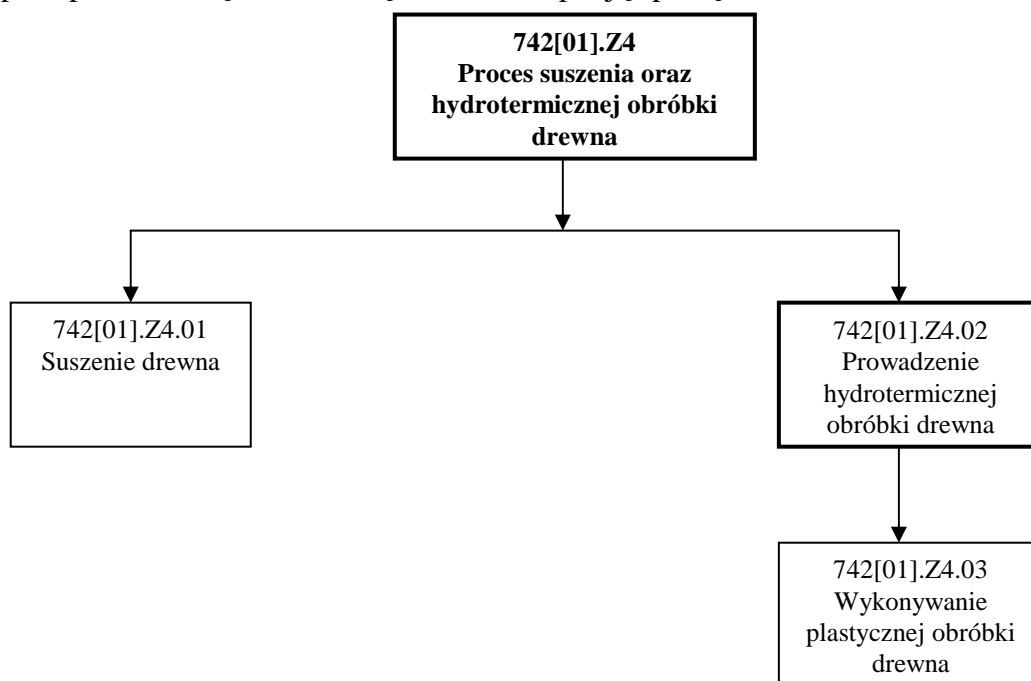 742[01].Z4
Proces suszenia oraz
hydrotermicznej obróbki
drewna
742[01].Z4.01
Suszenie drewna
742[01].Z4.02
Prowadzenie
hydrotermicznej
obróbki drewna
742[01].Z4.03
Wykonywanie
plastycznej obróbki
drewna